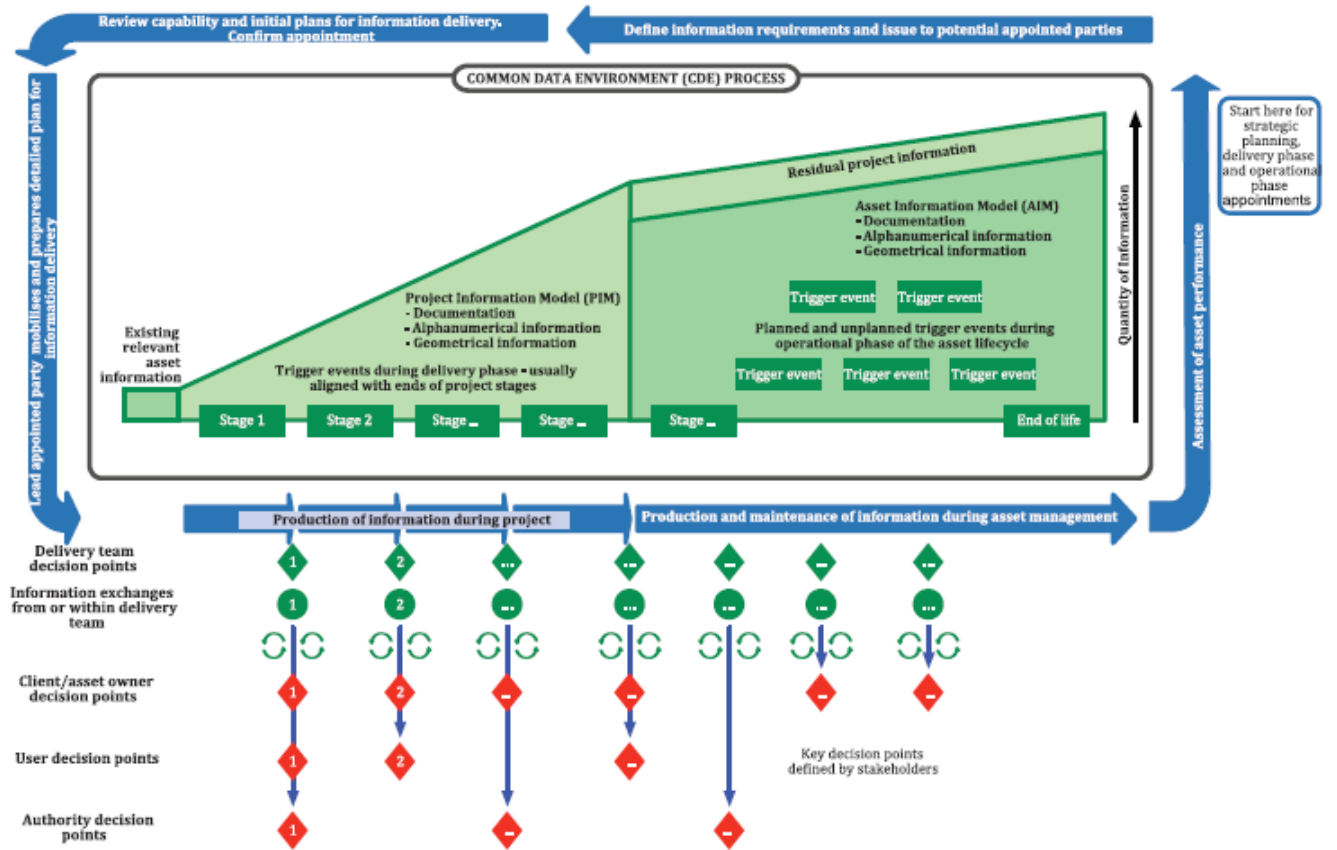 Review capability and initial plans for information delivery.
Confirm appointment
Define information requirements and issue to potential appointed parties
Lead appointed party mobilises and prepares detailed plan for
information delivery
COMMON DATA ENVIRONMENT (CDE) PROCESS
Start here for
strategic
planning,
delivery phase
and operational
phase
appointments
Residual project information
Quantity of Information
Assessment of asset performance
Asset Information Model (AIM)
- Documentation
- Alphanumerical information
- Geometrical information
Project Information Model (PIM)
- Documentation
- Alphanumerical information
- Geometrical information
Trigger event
Trigger event
Planned and unplanned trigger events during
operational phase of the asset lifecycle
Trigger event
Trigger event
Trigger event
Existing
relevant
asset
information
Trigger events during delivery phase - usually
aligned with ends of project stages
Stage 1
Stage 2
Stage ...
Stage ...
Stage ...
End of life
Production of information during project
Production and maintenance of information during asset management
Delivery team
decision points
1
2
...
...
...
...
...
Information exchanges
from or within delivery
team
1
2
...
...
...
...
...
Client/asset owner
decision points
1
2
...
...
...
...
User decision points
1
2
...
Key decision points
defined by stakeholders
Authority decision
points
1
...
...